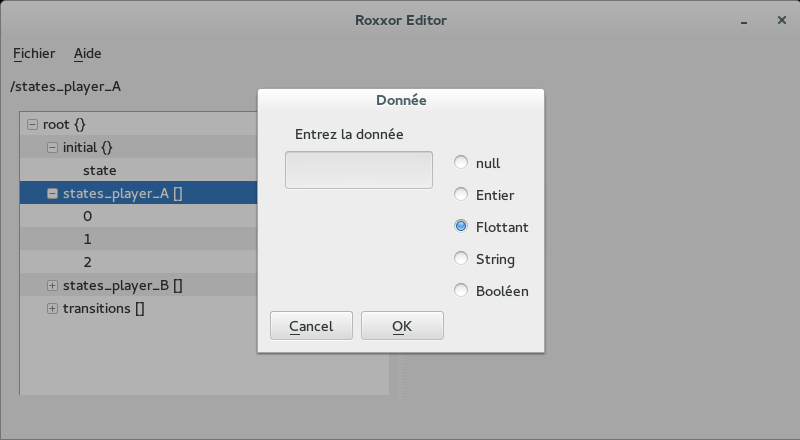 Roxxor Editor
Fichier Aide
/states_player_A
root {}
initial {}
state
states_player_A []
0
1
2
states_player_B []
transitions []
Donnée
Entrez la donnée
null
Entier
Flottant
String
Booléen
Cancel OK